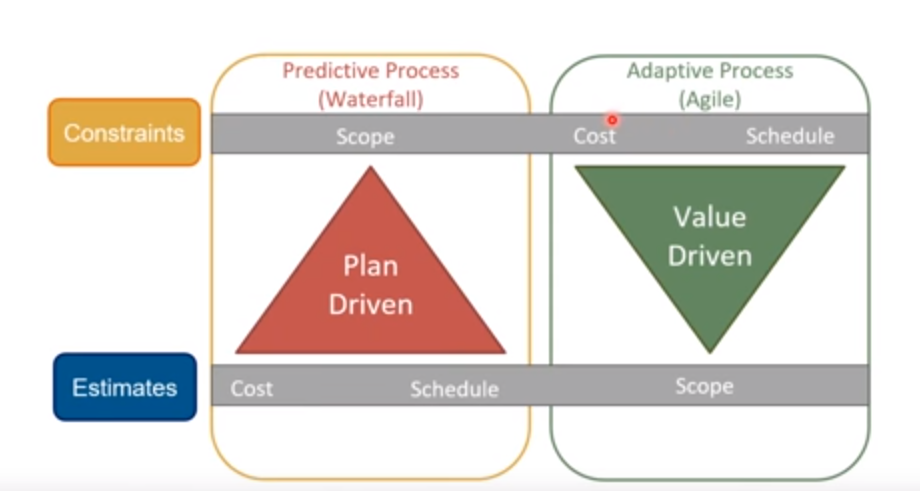 Predictive Process
(Waterfall)
Adaptive Process
(Agile)
Constraints
Scope
Cost
Schedule
Plan
Driven
Value
Driven
Estimates
Cost
Schedule
Scope